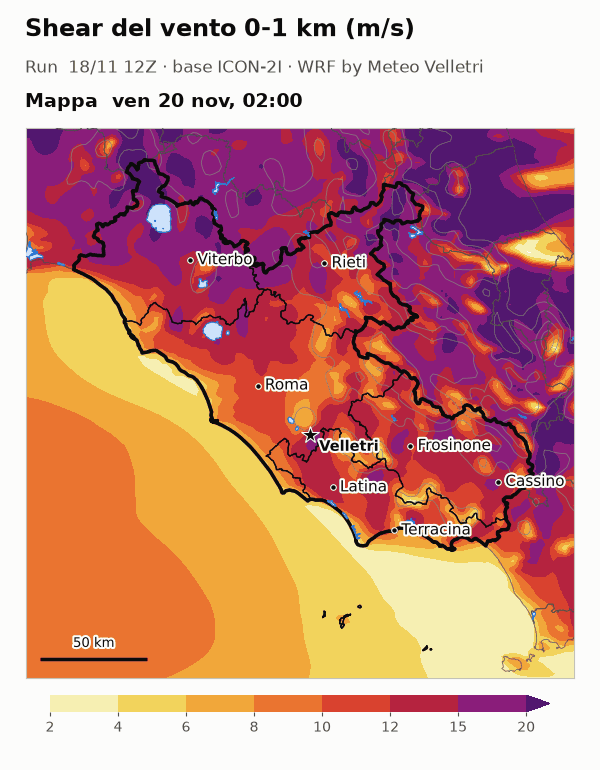 Shear del vento 0-1 km (m/s)
Run  18/11 12Z · base ICON-2I · WRF by Meteo Velletri
Mappa  ven 20 nov, 02:00
Viterbo
Rieti
Roma
Velletri
Frosinone
Cassino
Latina
Terracina
50 km
2 4 6 8 10 12 15 20